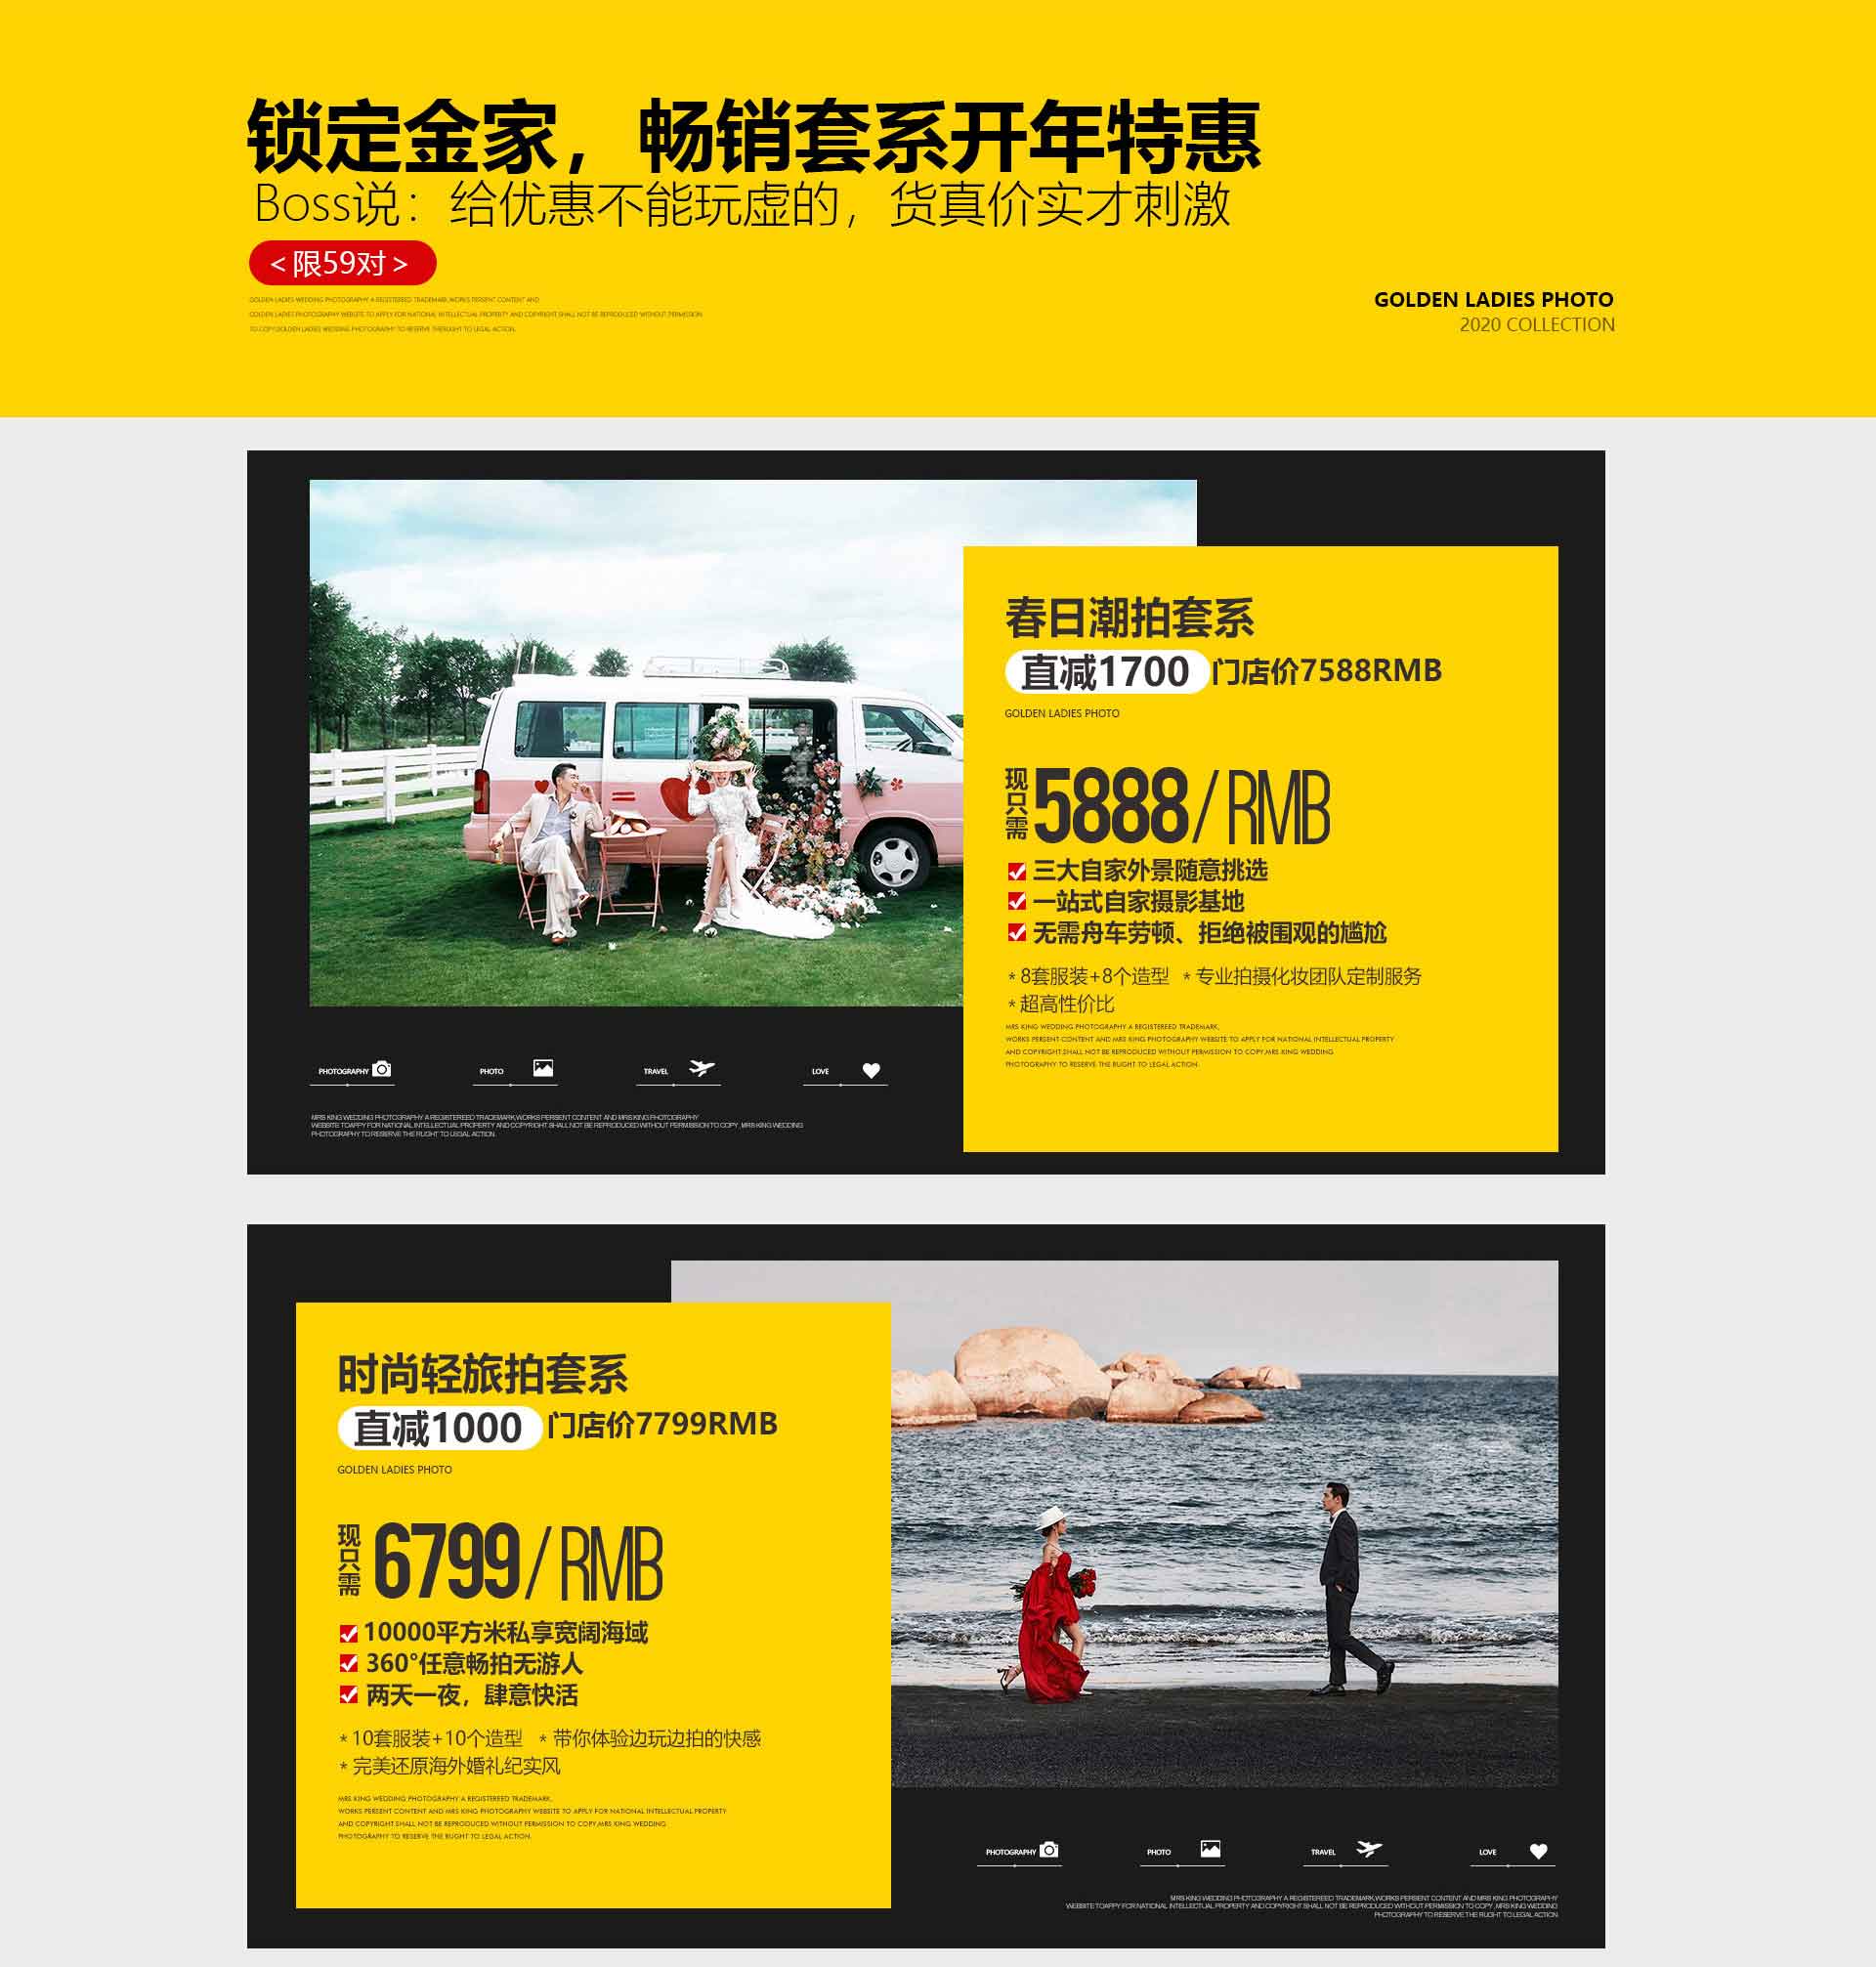 锁定金家，畅销套系开年特惠
Boss说：给优惠不能玩虚的，货真价实才刺激
<限59对>
GOLDEN LADIES WEDDING PHOTOGRAPHY A REGISTEREED TRADEMARK,WORKS PERSENT CONTENT AND
GOLDEN LADIES PHOTOGRAPHY WEBSITE TO APPLY FOR NATIONAL INTELLECTUAL PROPERTY AND COPYRIGHT.SHALL NOT BE REPRODUCED WITHOUT PERMISSION
TO COPY.GOLDEN LADIES WEDDING PHOTOGRAPHY TO RESERVE THE RUGHT TO LEGAL ACTION.
GOLDEN LADIES PHOTO
2020 COLLECTION
春日潮拍套系
直减1700 门店价7588RMB
GOLDEN LADIES PHOTO
现只需 5888/RMB
三大自家外景随意挑选
一站式自家摄影基地
无需舟车劳顿、拒绝被围观的尴尬
*8套服装+8个造型 *专业拍摄化妆团队定制服务
*超高性价比
MRS KING WEDDING PHOTOGRAPHY A REGISTEREED TRADEMARK,
WORKS PERSENT CONTENT AND MRS KING PHOTOGRAPHY WEBSITE TO APPLY FOR NATIONAL INTELLECTUAL PROPERTY
AND COPYRIGHT.SHALL NOT BE REPRODUCED WITHOUT PERMISSION TO COPY,MRS KING WEDDING
PHOTOGRAPHY TO RESERVE THE RUGHT TO LEGAL ACTION.
PHOTOGRAPHY PHOTO TRAVEL LOVE
MRS KING WEDDING PHOTOGRAPHY A REGISTEREED TRADEMARK,WORKS PERSENT CONTENT AND MRS KING PHOTOGRAPHY
WEBSITE TOAPPY FOR NATIONAL INTELLECTUAL PROPERTY AND COPYRIGHT SHALL NOT BE REPRODUCED WITHOUT PERMISSION TO COPY , MRS KING WEDDING
PHOTOGRAPHY TO RESERVE THE RUGHT TO LEGAL ACTION.
时尚轻旅拍套系
直减1000 门店价7799RMB
GOLDEN LADIES PHOTO
现只需 6799/RMB
10000平方米私享宽阔海域
360°任意畅拍无游人
两天一夜，肆意快活
*10套服装+10个造型 *带你体验边玩边拍的快感
*完美还原海外婚礼纪实风
MRS KING WEDDING PHOTOGRAPHY A REGISTEREED TRADEMARK,
WORKS PERSENT CONTENT AND MRS KING PHOTOGRAPHY WEBSITE TO APPLY FOR NATIONAL INTELLECTUAL PROPERTY
AND COPYRIGHT.SHALL NOT BE REPRODUCED WITHOUT PERMISSION TO COPY,MRS KING WEDDING
PHOTOGRAPHY TO RESERVE THE RUGHT TO LEGAL ACTION.
PHOTOGRAPHY PHOTO TRAVEL LOVE
MRS KING WEDDING PHOTOGRAPHY A REGISTEREED TRADEMARK,WORKS PERSENT CONTENT AND MRS KING PHOTOGRAPHY
WEBSITE TOAPPY FOR NATIONAL INTELLECTUAL PROPERTY AND COPYRIGHT SHALL NOT BE REPRODUCED WITHOUT PERMISSION TO COPY , MRS KING WEDDING
PHOTOGRAPHY TO RESERVE THE RUGHT TO LEGAL ACTION